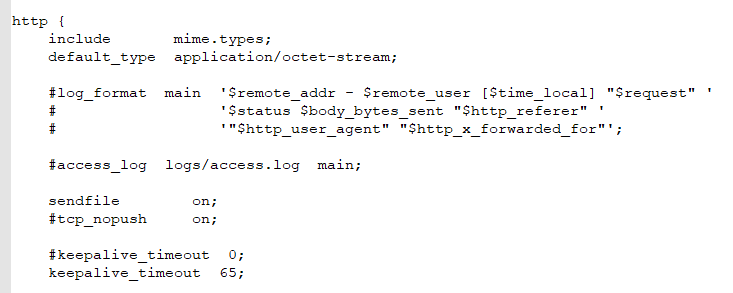 http {
    include       mime.types;
    default_type  application/octet-stream;

    #log_format  main  '$remote_addr - $remote_user [$time_local] "$request" '
    #                  '$status $body_bytes_sent "$http_referer" '
    #                  '"$http_user_agent" "$http_x_forwarded_for"';

    #access_log  logs/access.log  main;

    sendfile        on;
    #tcp_nopush     on;

    #keepalive_timeout  0;
    keepalive_timeout  65;